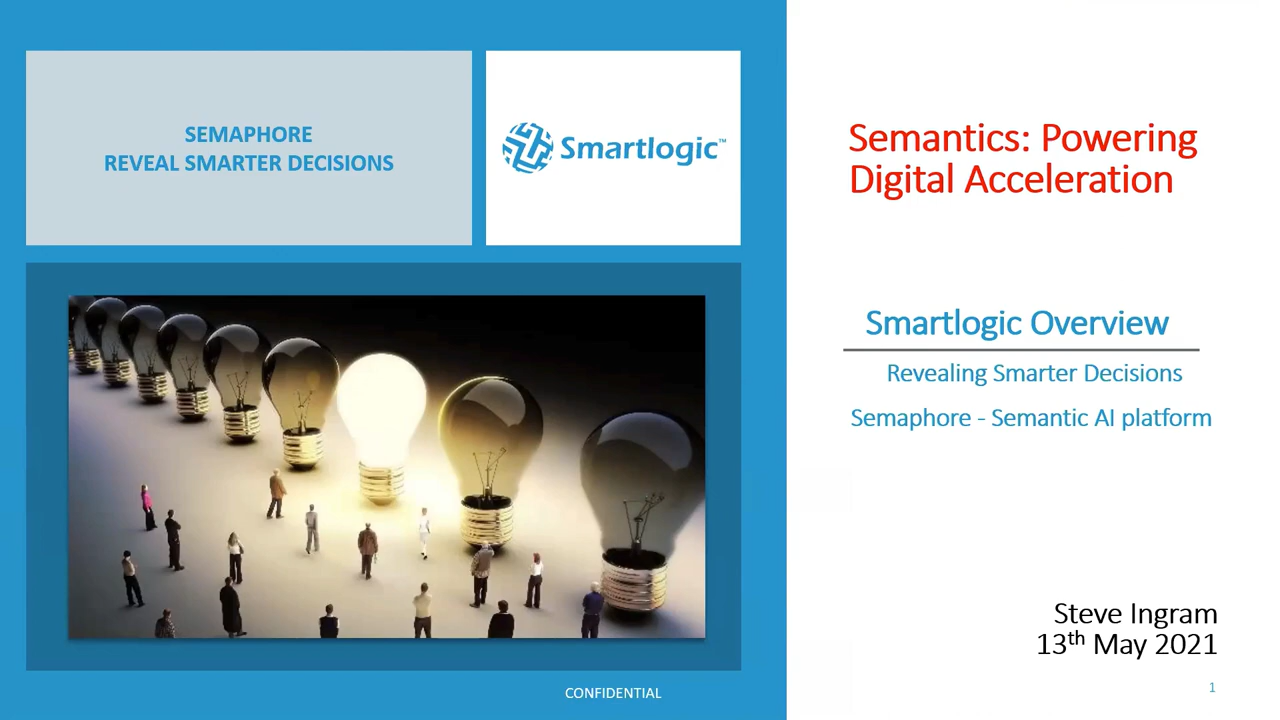 SEMAPHORE
REVEAL SMARTER DECISIONS
Smartlogic™
Semantics: Powering
Digital Acceleration
Smartlogic Overview
Revealing Smarter Decisions
Semaphore - Semantic AI platform
Steve Ingram
13th May 2021
CONFIDENTIAL
1